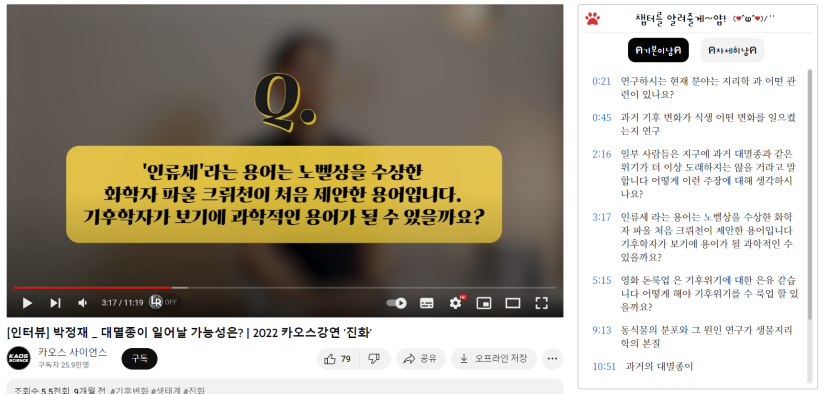 Q.
'인류세'라는 용어는 노벨상을 수상한
화학자 파울 크뤼천이 처음 제안한 용어입니다.
기후학자가 보기에 과학적인 용어가 될 수 있을까요?
3:17 / 11:19
LR OFF
HD
[인터뷰] 박정재 _ 대멸종이 일어날 가능성은? | 2022 카오스강연 '진화'
KAOS SCIENCE
카오스 사이언스
구독자 25.9만명
구독
79
공유
오프라인 저장
조회수 5.5천회 9개월 전 #기후변화 #생태계 #진화
챕터를 알려줄게~얍! (♥'ω'♥)/''
ฅ기본이냥ฅ
ฅ자세히냥ฅ
0:21 연구하시는 현재 분야는 지리학 과 어떤 관
련이 있나요?
0:45 과거 기후 변화가 식생 어떤 변화를 일으켰
는지 연구
2:16 일부 사람들은 지구에 과거 대멸종과 같은
위기가 더 이상 도래하지는 않을 거라고 말
합니다 어떻게 이런 주장에 대해 생각하시
나요?
3:17 인류세 라는 용어는 노벨상을 수상한 화학
자 파울 처음 크뤼천이 제안한 용어입니다
기후학자가 보기에 용어가 될 과학적인 수
있을까요?
5:15 영화 돈룩업 은 기후위기에 대한 은유 같습
니다 어떻게 해야 기후위기를 수 룩업 할 있
을까요?
9:13 동식물의 분포와 그 원인 연구가 생물지리
학의 본질
10:51 과거의 대멸종이